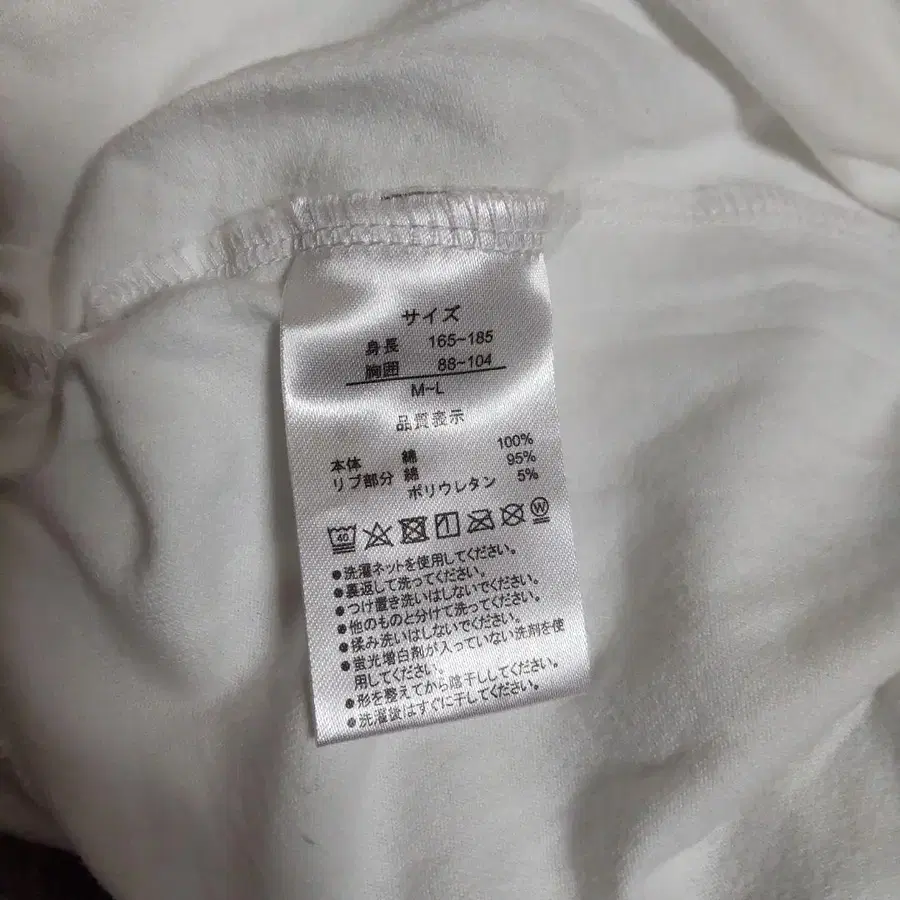 サイズ
身長 165~185
胸囲 88~104
M~L
品質表示
本体 綿 100%
リブ部分 綿 95%
ポリウレタン 5%
40 W
●洗濯ネットを使用してください。
●裏返して洗ってください。
●つけ置き洗いはしないでください。
●他のものと分けて洗ってください。
●揉み洗いはしないでください。
●蛍光増白剤が入っていない洗剤を使
用してください。
●形を整えてから陰干ししてください。
●洗濯後はすぐに干してください。